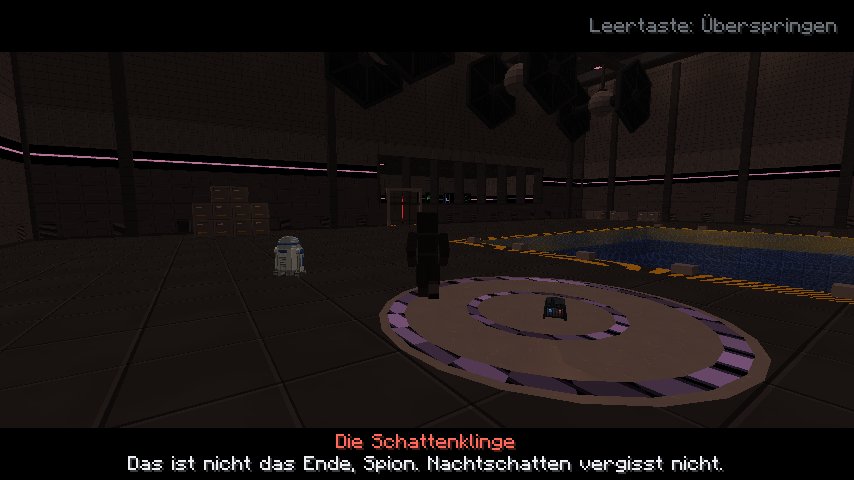 Leertaste: Überspringen
Die Schattenklinge
Das ist nicht das Ende, Spion. Nachtschatten vergisst nicht.